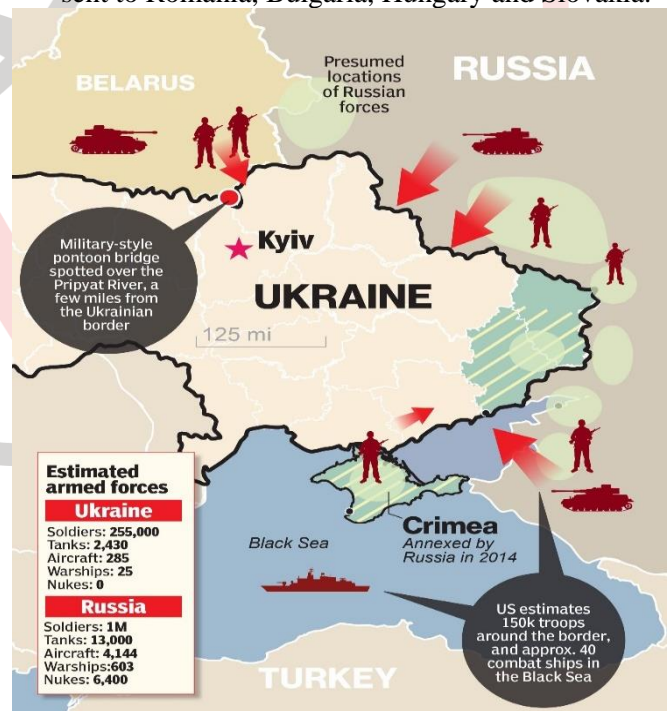 sent to Romania, Bulgaria, Hungary and Slovakia.
BELARUS
Presumed
locations
of Russian
forces
RUSSIA
Military-style
pontoon bridge
spotted over the
Pripyat River, a
few miles from
the Ukrainian
border
Kyiv
UKRAINE
125 mi
Estimated
armed forces
Ukraine
Soldiers: 255,000
Tanks: 2,430
Aircraft: 285
Warships: 25
Nukes: 0
Russia
Soldiers: 1M
Tanks: 13,000
Aircraft: 4,144
Warships:603
Nukes: 6,400
Black Sea
Crimea
Annexed by
Russia in 2014
US estimates
150k troops
around the border,
and approx. 40
combat ships in
the Black Sea
TURKEY